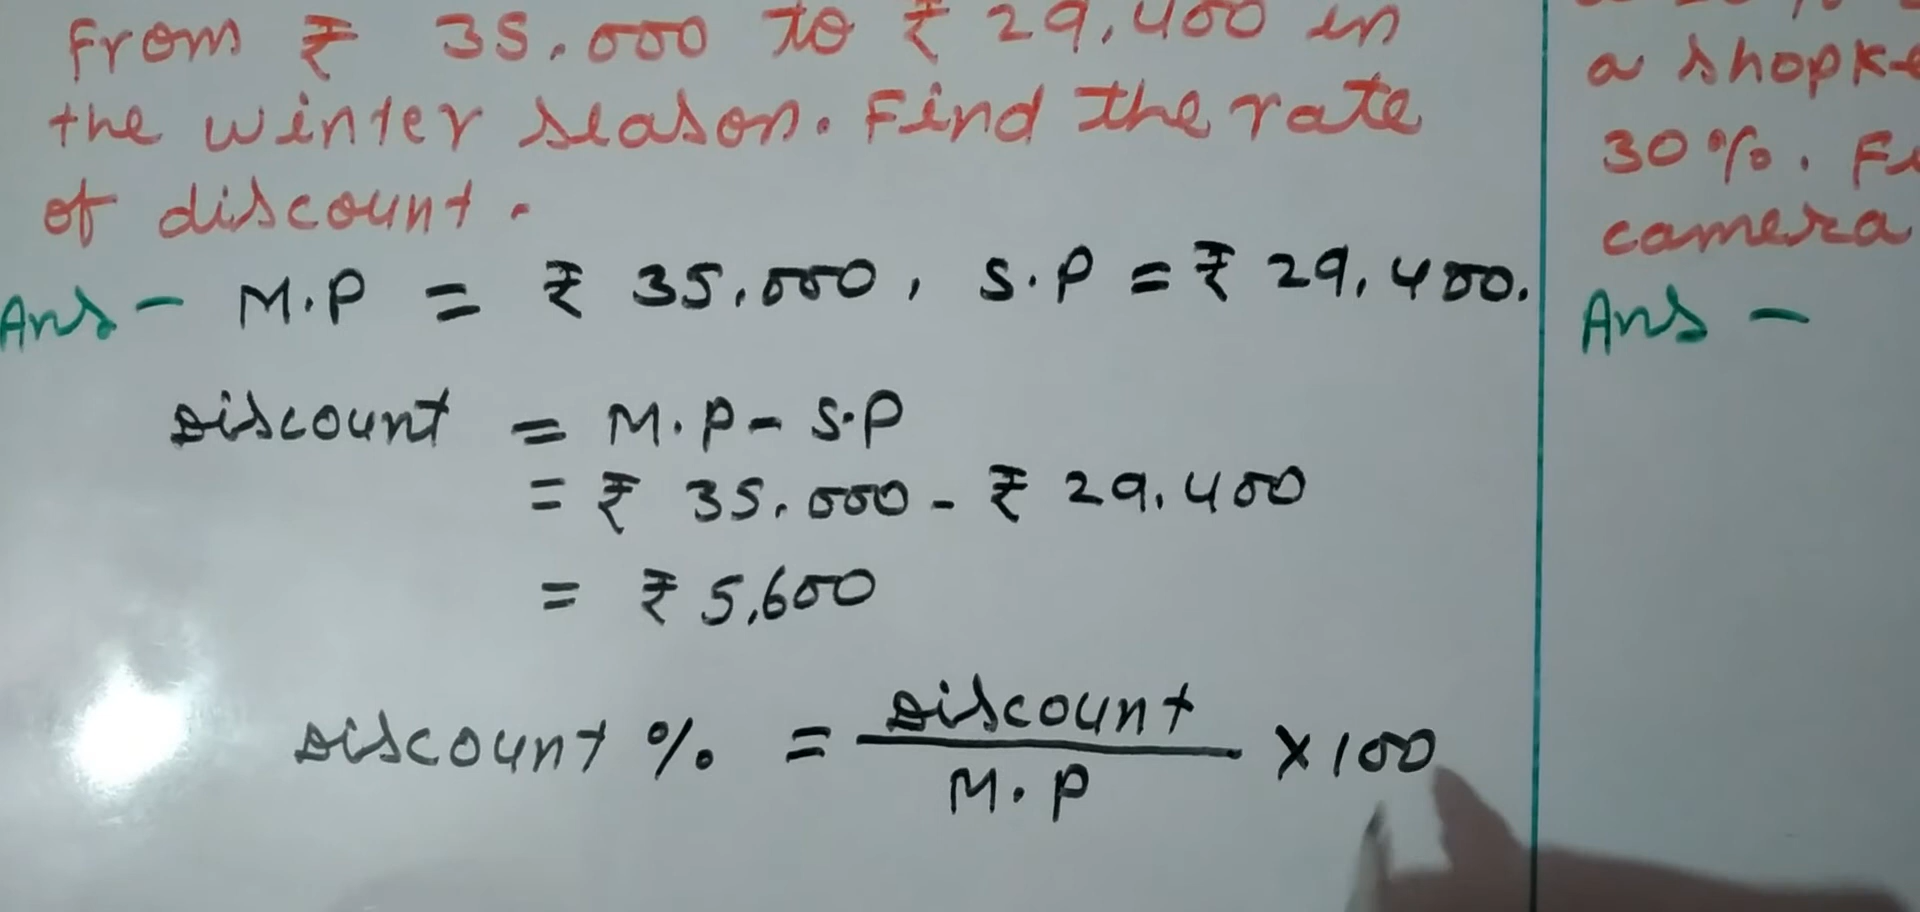 From ₹ 35,000 to ₹ 29,400 in
the winter season. Find the rate
of discount.
Ans - M.P = ₹ 35,000, S.P = ₹ 29,400.
Discount = M.P - S.P
= ₹ 35,000 - ₹ 29,400
= ₹ 5,600
Discount % = Discount / M.P × 100
a
30%.
camera
Ans -